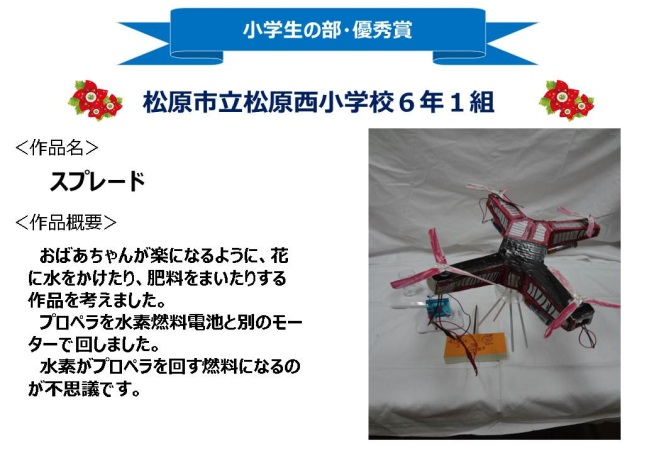 小学生の部・優秀賞
松原市立松原西小学校6年1組
＜作品名＞
スプレード
＜作品概要＞
おばあちゃんが楽になるように、花
に水をかけたり、肥料をまいたりする
作品を考えました。
プロペラを水素燃料電池と別のモー
ターで回しました。
水素がプロペラを回す燃料になるの
が不思議です。